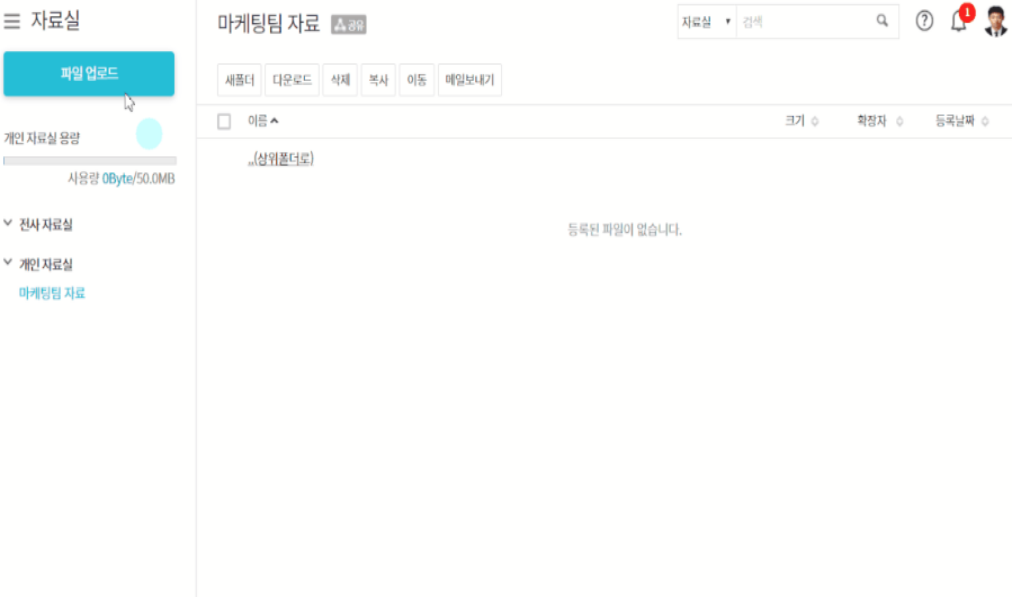 자료실
파일 업로드
개인 자료실 용량
사용량 0Byte/50.0MB
전사 자료실
개인 자료실
마케팅팀 자료
마케팅팀 자료 공유
자료실 검색
1
새폴더 다운로드 삭제 복사 이동 메일보내기
이름 크기 확장자 등록날짜
..(상위폴더로)
등록된 파일이 없습니다.